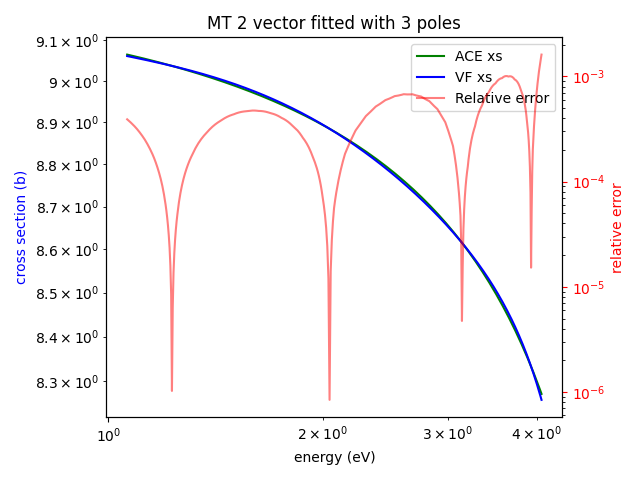 MT 2 vector fitted with 3 poles
ACE xs
VF xs
Relative error
cross section (b)
9.1 × 10⁰
9 × 10⁰
8.9 × 10⁰
8.8 × 10⁰
8.7 × 10⁰
8.6 × 10⁰
8.5 × 10⁰
8.4 × 10⁰
8.3 × 10⁰
10⁻³
10⁻⁴
10⁻⁵
10⁻⁶
relative error
10⁰
2 × 10⁰
3 × 10⁰
4 × 10⁰
energy (eV)